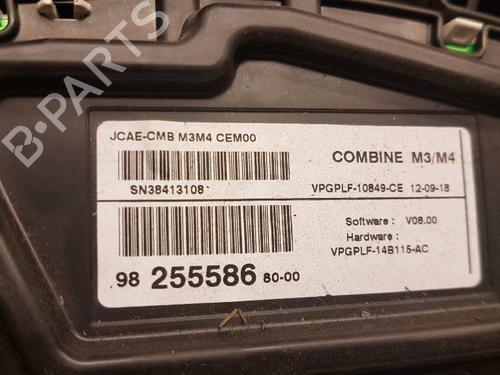 B-PARTS
JCAE-CMB M3M4 CEM00
SN38413108
COMBINE M3/M4
VPGPLF-10849-CE 12-09-18
Software : V08.00
Hardware :
VPGPLF-14B115-AC
98 255586 80-00